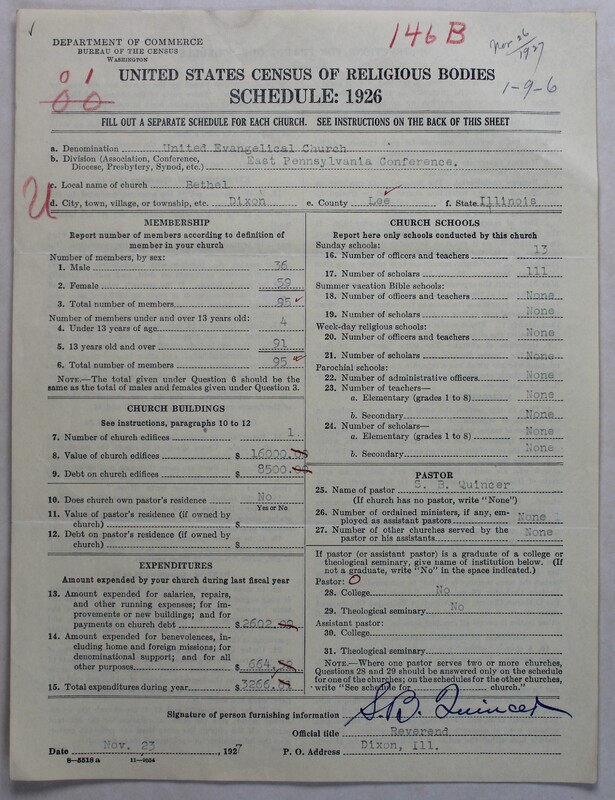 146 B
Nov 26
1927
1-9-6
DEPARTMENT OF COMMERCE
BUREAU OF THE CENSUS
WASHINGTON
0 1
0 0
UNITED STATES CENSUS OF RELIGIOUS BODIES
SCHEDULE: 1926
FILL OUT A SEPARATE SCHEDULE FOR EACH CHURCH. SEE INSTRUCTIONS ON THE BACK OF THIS SHEET
a. Denomination United Evangelical Church
b. Division (Association, Conference, Diocese, Presbytery, Synod, etc.) East Pennsylvania Conference.
c. Local name of church Bethel
d. City, town, village, or township, etc. Dixon e. County Lee f. State Illinois
MEMBERSHIP
Report number of members according to definition of
member in your church
Number of members, by sex:
1. Male 36
2. Female 59
3. Total number of members 95
Number of members under and over 13 years old:
4. Under 13 years of age 4
5. 13 years old and over 91
6. Total number of members 95
NOTE.—The total given under Question 6 should be the
same as the total of males and females given under Question 3.
CHURCH BUILDINGS
See instructions, paragraphs 10 to 12
7. Number of church edifices 1
8. Value of church edifices $ 16000.00
9. Debt on church edifices $ 8500.00
10. Does church own pastor's residence No
Yes or No
11. Value of pastor's residence (if owned by
church) $
12. Debt on pastor's residence (if owned by
church) $
EXPENDITURES
Amount expended by your church during last fiscal year
13. Amount expended for salaries, repairs,
and other running expenses; for im-
provements or new buildings; and for
payments on church debt $2602.
14. Amount expended for benevolences, in-
cluding home and foreign missions; for
denominational support; and for all
other purposes $ 664.
15. Total expenditures during year $3266.
CHURCH SCHOOLS
Report here only schools conducted by this church
Sunday schools:
16. Number of officers and teachers 13
17. Number of scholars 111
Summer vacation Bible schools:
18. Number of officers and teachers None
19. Number of scholars None
Week-day religious schools:
20. Number of officers and teachers None
21. Number of scholars None
Parochial schools:
22. Number of administrative officers None
23. Number of teachers—
a. Elementary (grades 1 to 8) None
b. Secondary None
24. Number of scholars—
a. Elementary (grades 1 to 8) None
b. Secondary None
PASTOR
25. Name of pastor S. B. Quincer
(If church has no pastor, write "None")
26. Number of ordained ministers, if any, em-
ployed as assistant pastors None
27. Number of other churches served by the
pastor or his assistants None
If pastor (or assistant pastor) is a graduate of a college or
theological seminary, give name of institution below. (If
not a graduate, write "No" in the space indicated.)
Pastor: O
28. College No
29. Theological seminary No
Assistant pastor:
30. College
31. Theological seminary
NOTE.—Where one pastor serves two or more churches,
Questions 28 and 29 should be answered only on the schedule
for one of the churches; on the schedules for the other churches,
write "See schedule for church."
Signature of person furnishing information S. B. Quincer
Official title Reverend
Date Nov. 23, 1927 P. O. Address Dixon, Ill.
8-5518 a 11-9054